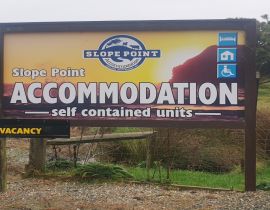 SLOPE POINT
Slope Point
ACCOMMODATION
self contained units
VACANCY